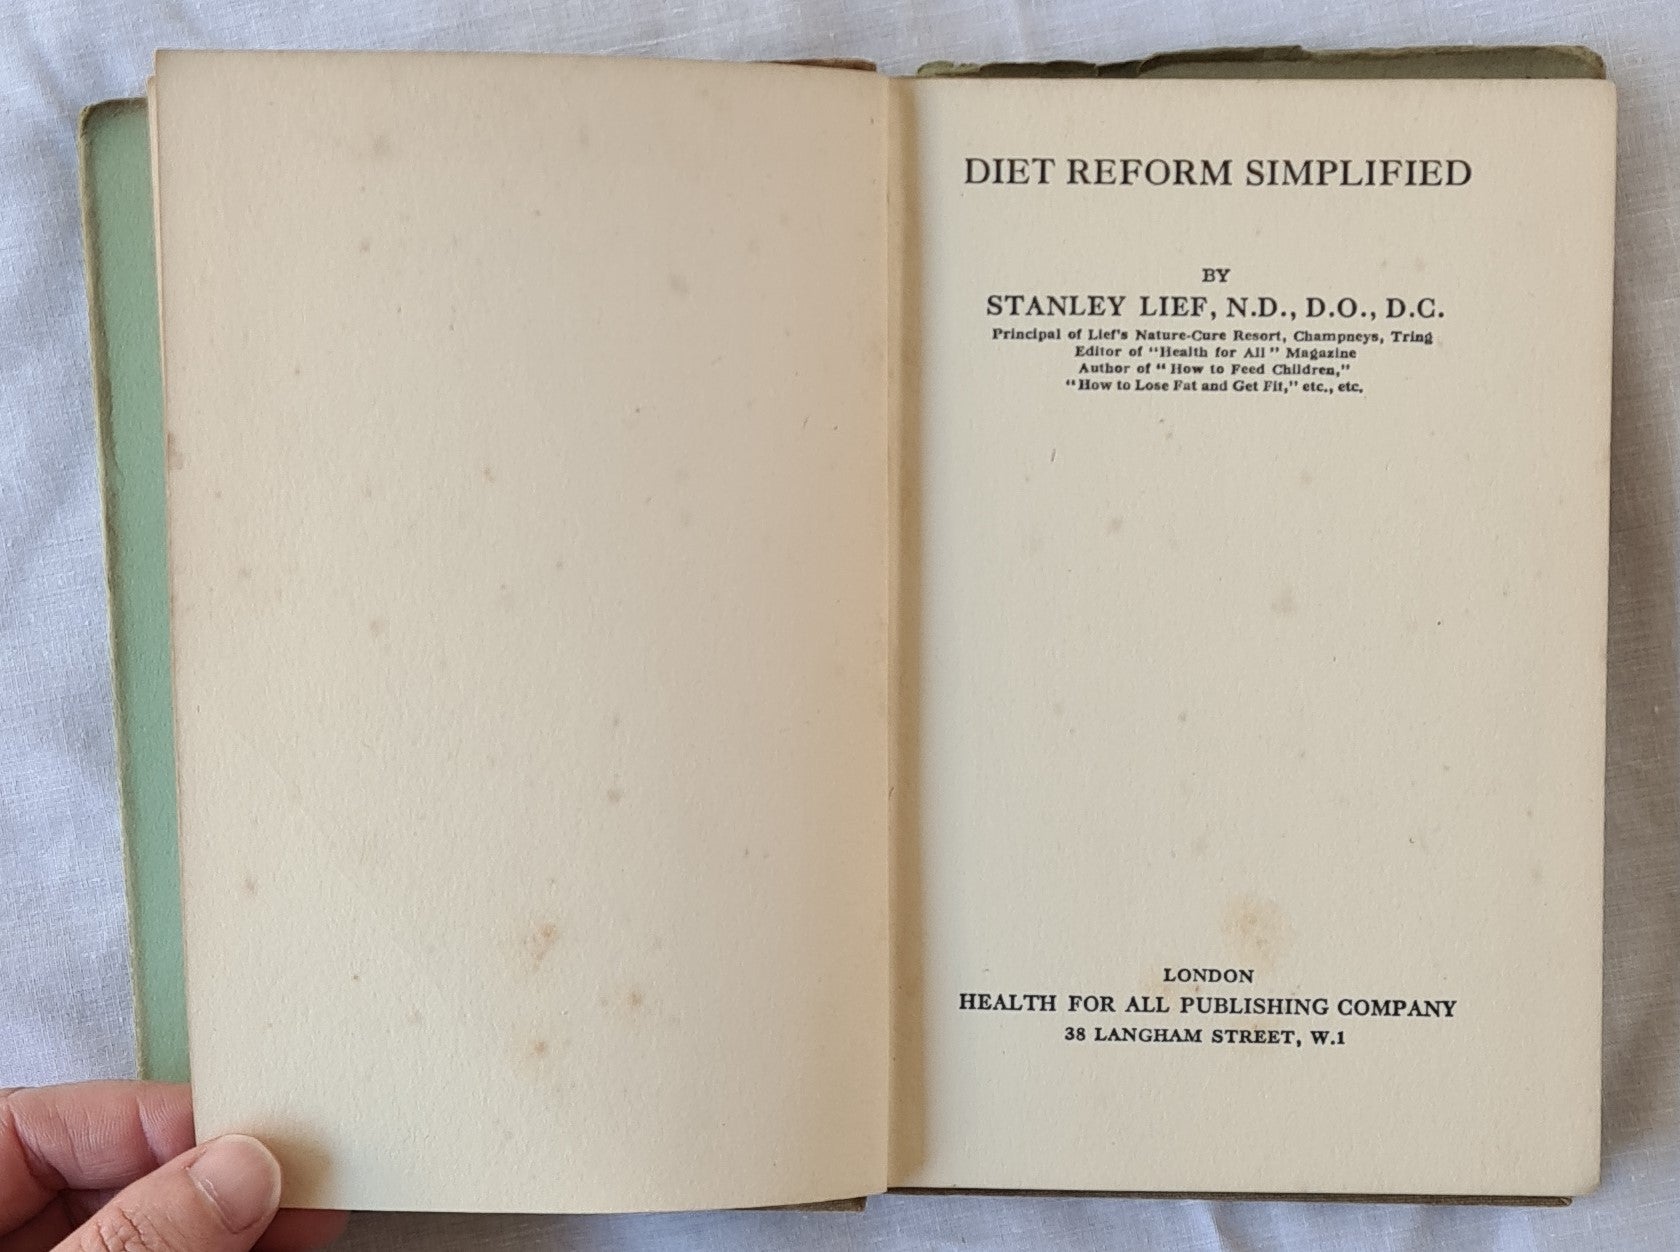 DIET REFORM SIMPLIFIED
BY
STANLEY LIEF, N.D., D.O., D.C.
Principal of Lief's Nature-Cure Resort, Champneys, Tring
Editor of "Health for All" Magazine
Author of "How to Feed Children,"
"How to Lose Fat and Get Fit," etc., etc.
LONDON
HEALTH FOR ALL PUBLISHING COMPANY
38 LANGHAM STREET, W.1